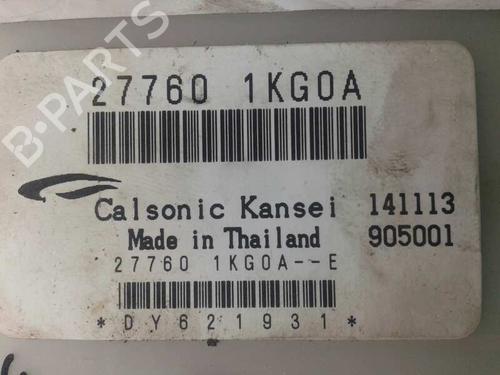 27760 1KG0A
B-PARTS
Calsonic Kansei 141113
Made in Thailand 905001
27760 1KG0A--E
*DY621931*